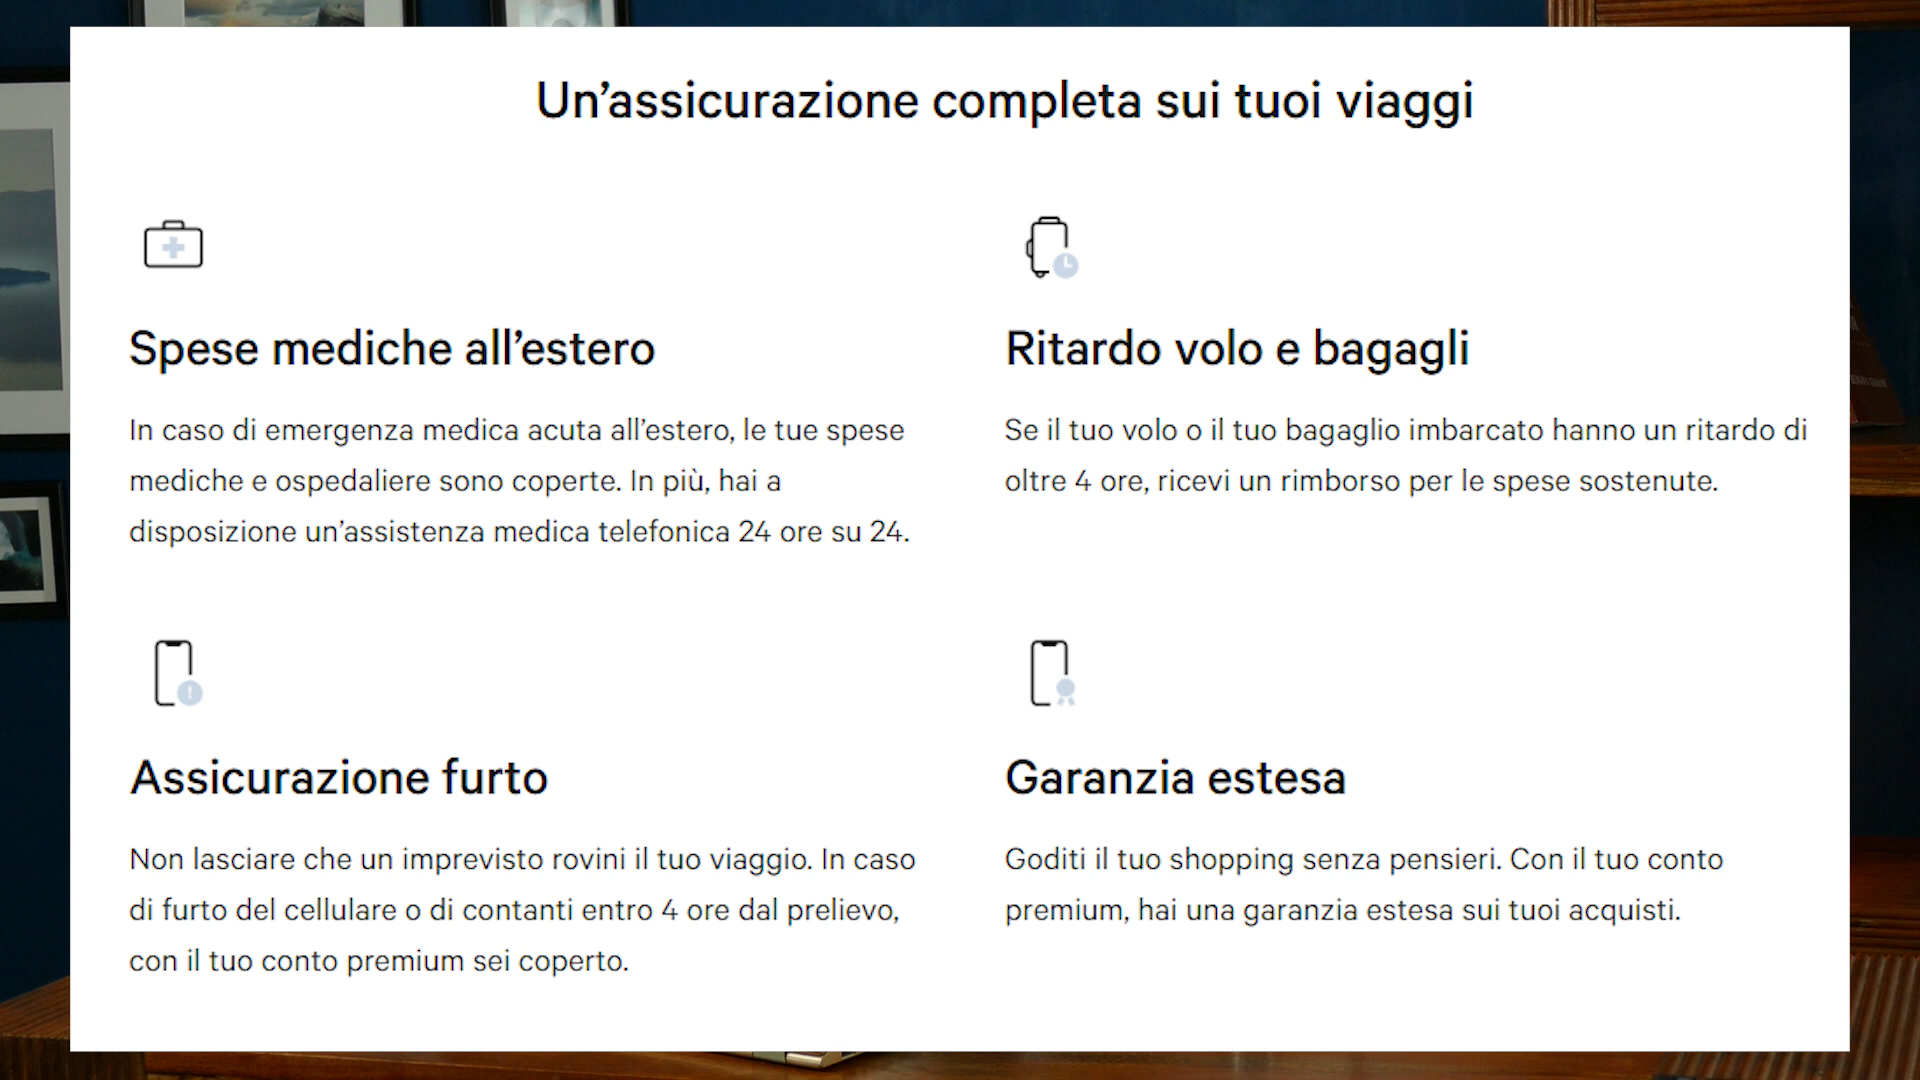 Un’assicurazione completa sui tuoi viaggi
Spese mediche all’estero
In caso di emergenza medica acuta all’estero, le tue spese
mediche e ospedaliere sono coperte. In più, hai a
disposizione un’assistenza medica telefonica 24 ore su 24.
Ritardo volo e bagagli
Se il tuo volo o il tuo bagaglio imbarcato hanno un ritardo di
oltre 4 ore, ricevi un rimborso per le spese sostenute.
Assicurazione furto
Non lasciare che un imprevisto rovini il tuo viaggio. In caso
di furto del cellulare o di contanti entro 4 ore dal prelievo,
con il tuo conto premium sei coperto.
Garanzia estesa
Goditi il tuo shopping senza pensieri. Con il tuo conto
premium, hai una garanzia estesa sui tuoi acquisti.